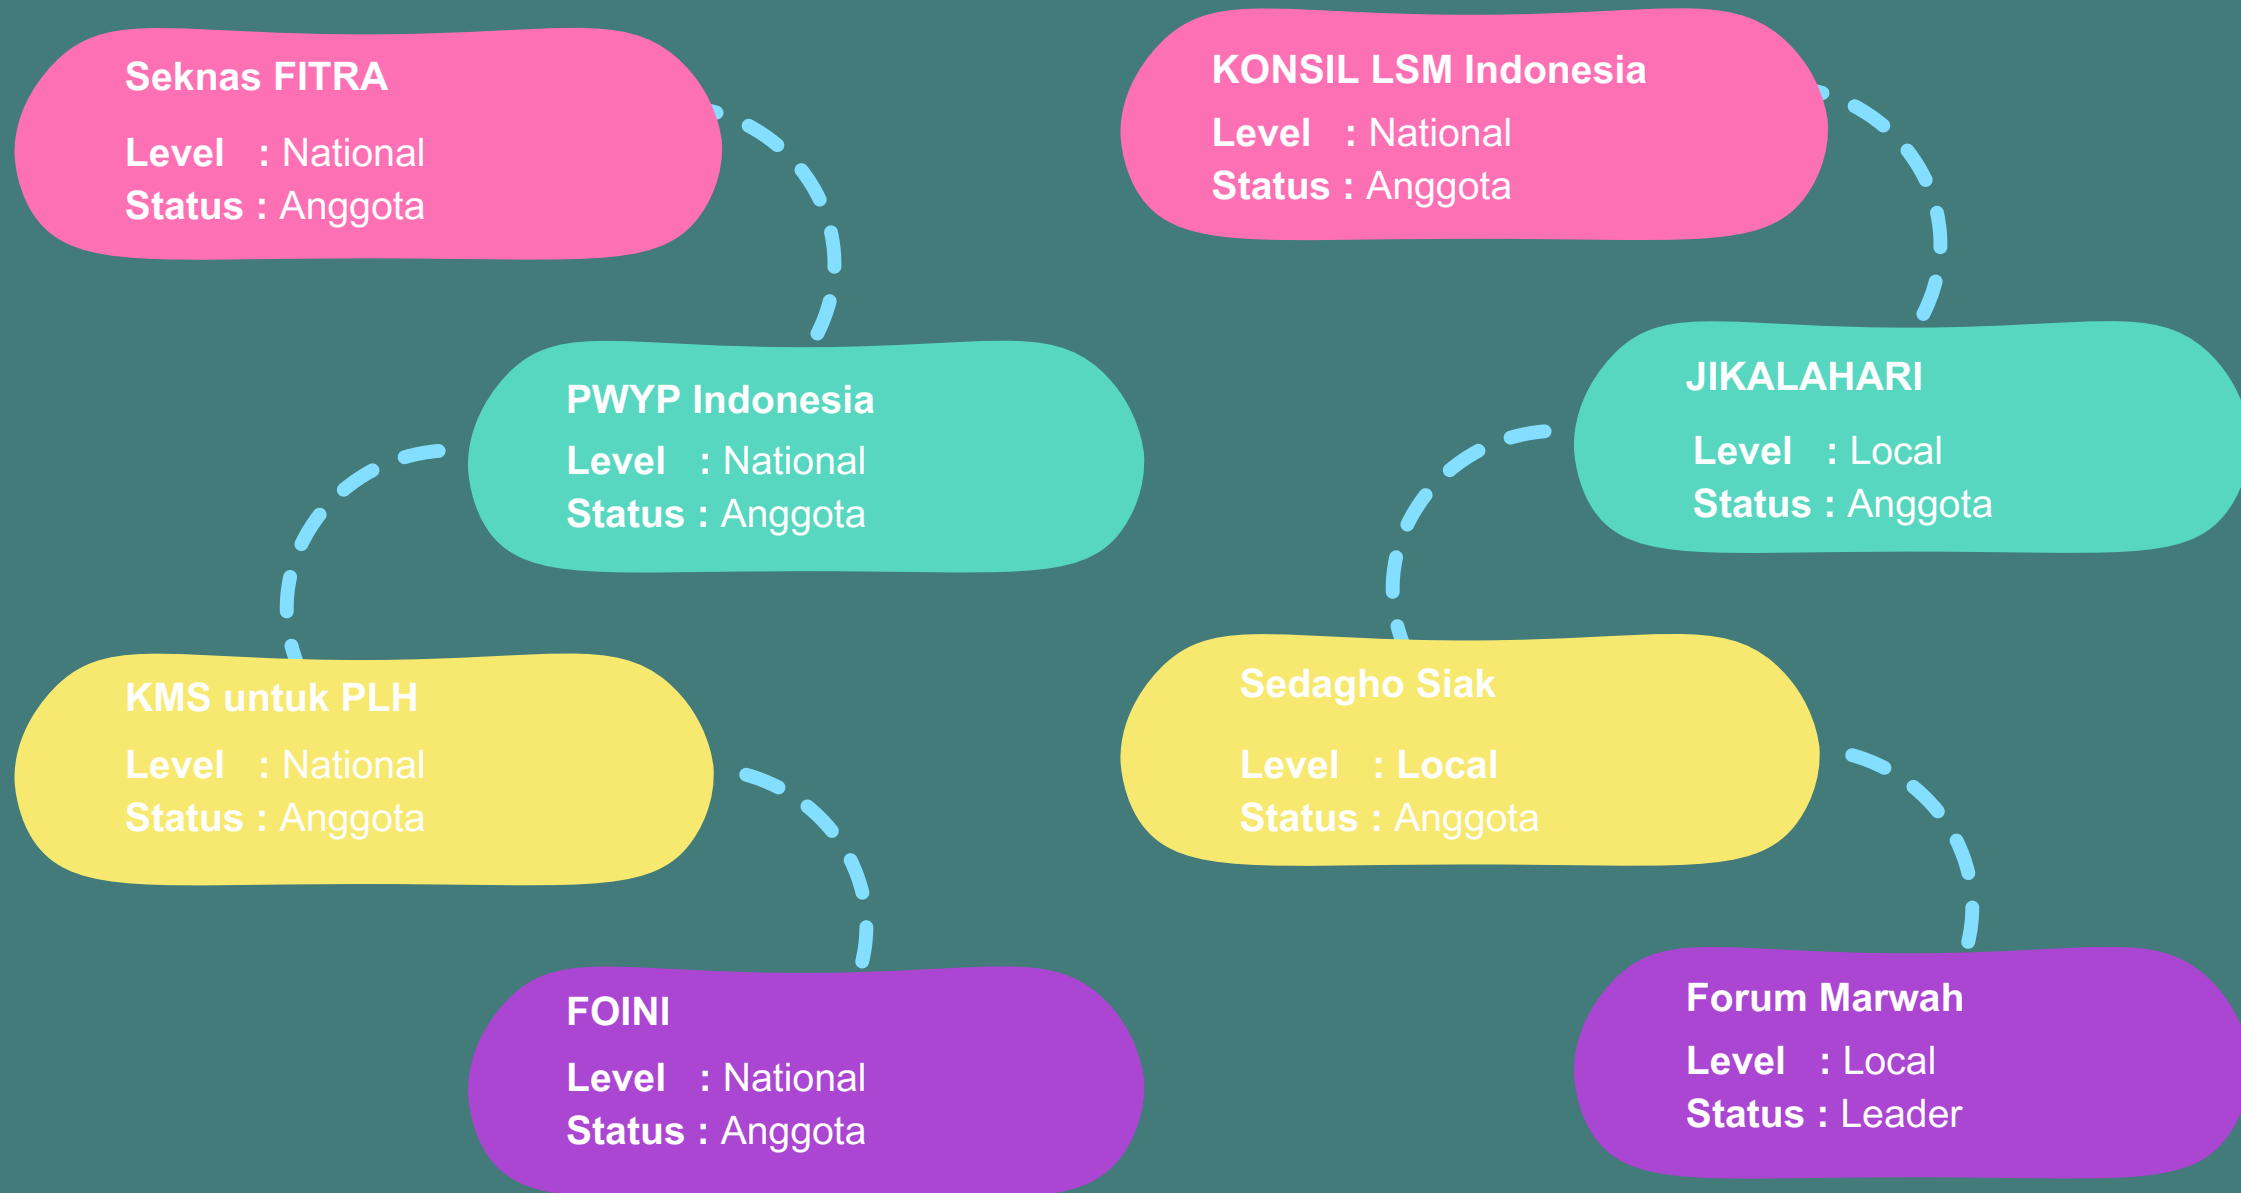 Seknas FITRA
Level : National
Status : Anggota
PWYP Indonesia
Level : National
Status : Anggota
KMS untuk PLH
Level : National
Status : Anggota
FOINI
Level : National
Status : Anggota
KONSIL LSM Indonesia
Level : National
Status : Anggota
JIKALAHARI
Level : Local
Status : Anggota
Sedagho Siak
Level : Local
Status : Anggota
Forum Marwah
Level : Local
Status : Leader